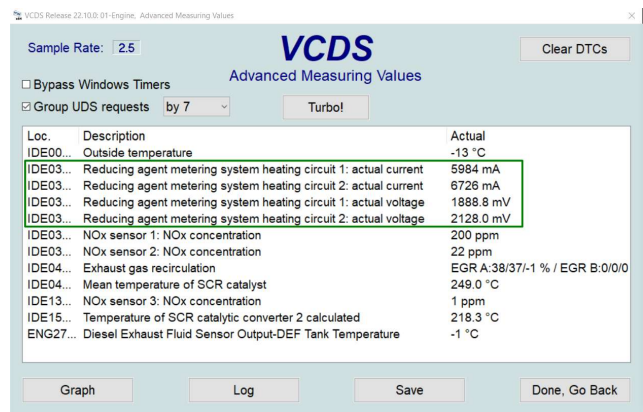 VCDS Release 22.10.0: 01-Engine, Advanced Measuring Values
Sample Rate: 2.5
VCDS
Clear DTCs
Bypass Windows Timers
Advanced Measuring Values
Group UDS requests by 7 Turbo!
Loc. Description Actual
IDE00... Outside temperature -13 °C
IDE03... Reducing agent metering system heating circuit 1: actual current 5984 mA
IDE03... Reducing agent metering system heating circuit 2: actual current 6726 mA
IDE03... Reducing agent metering system heating circuit 1: actual voltage 1888.8 mV
IDE03... Reducing agent metering system heating circuit 2: actual voltage 2128.0 mV
IDE03... NOx sensor 1: NOx concentration 200 ppm
IDE03... NOx sensor 2: NOx concentration 22 ppm
IDE04... Exhaust gas recirculation EGR A:38/37/-1 % / EGR B:0/0/0
IDE04... Mean temperature of SCR catalyst 249.0 °C
IDE13... NOx sensor 3: NOx concentration 1 ppm
IDE15... Temperature of SCR catalytic converter 2 calculated 218.3 °C
ENG27... Diesel Exhaust Fluid Sensor Output-DEF Tank Temperature -1 °C
Graph Log Save Done, Go Back